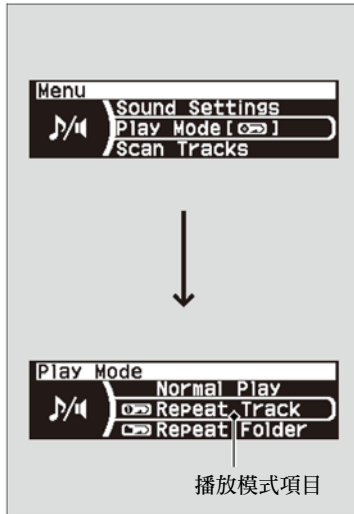 Menu
Sound Settings
Play Mode[ ]
Scan Tracks
Play Mode
Normal Play
Repeat Track
Repeat Folder
播放模式項目